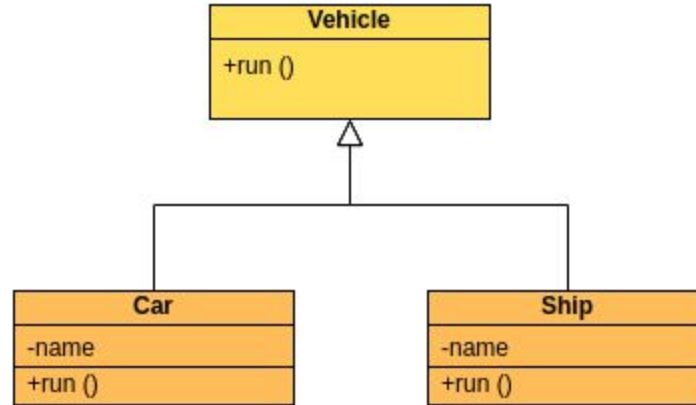 Vehicle
+run ()
Car
-name
+run ()
Ship
-name
+run ()